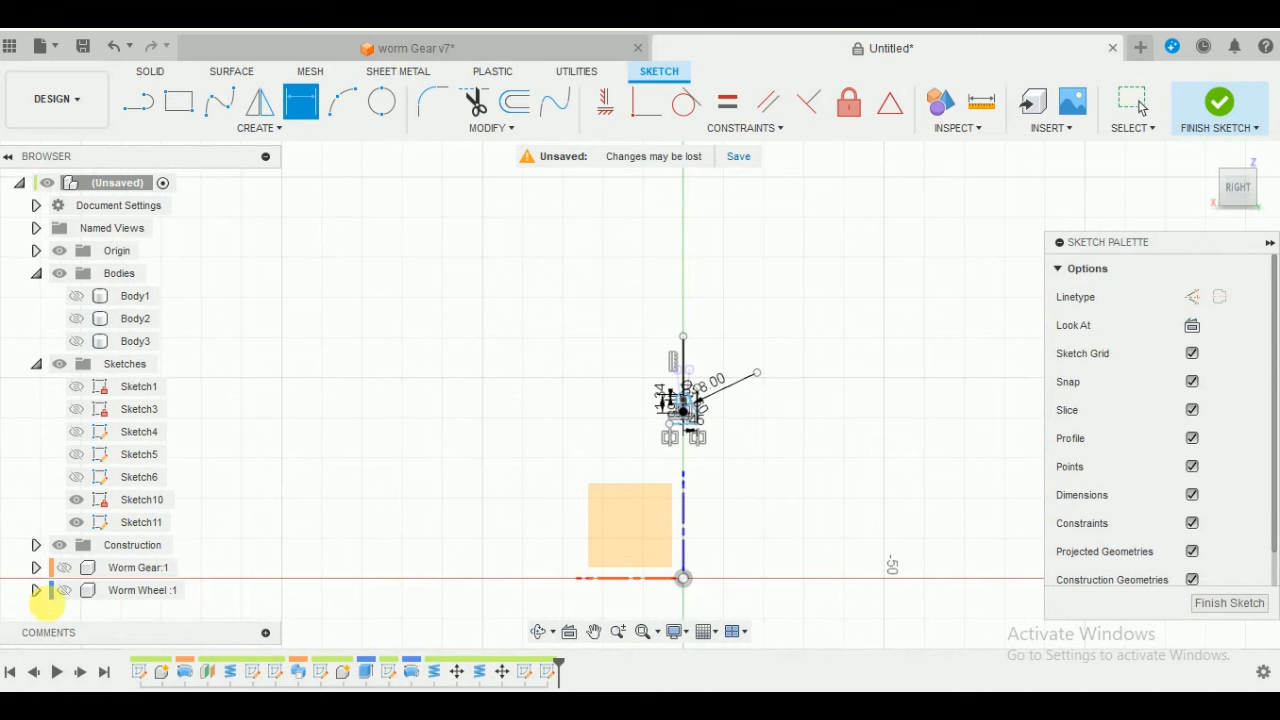 worm Gear v7*
Untitled*
DESIGN
SOLID SURFACE MESH SHEET METAL PLASTIC UTILITIES SKETCH
CREATE MODIFY CONSTRAINTS INSPECT INSERT SELECT FINISH SKETCH
BROWSER
Unsaved: Changes may be lost Save
(Unsaved)
Document Settings
Named Views
Origin
Bodies
Body1
Body2
Body3
Sketches
Sketch1
Sketch3
Sketch4
Sketch5
Sketch6
Sketch10
Sketch11
Construction
Worm Gear:1
Worm Wheel :1
COMMENTS
Z
RIGHT
X
SKETCH PALETTE
Options
Linetype
Look At
Sketch Grid
Snap
Slice
Profile
Points
Dimensions
Constraints
Projected Geometries
Construction Geometries
Finish Sketch
-50
Activate Windows
Go to Settings to activate Windows.